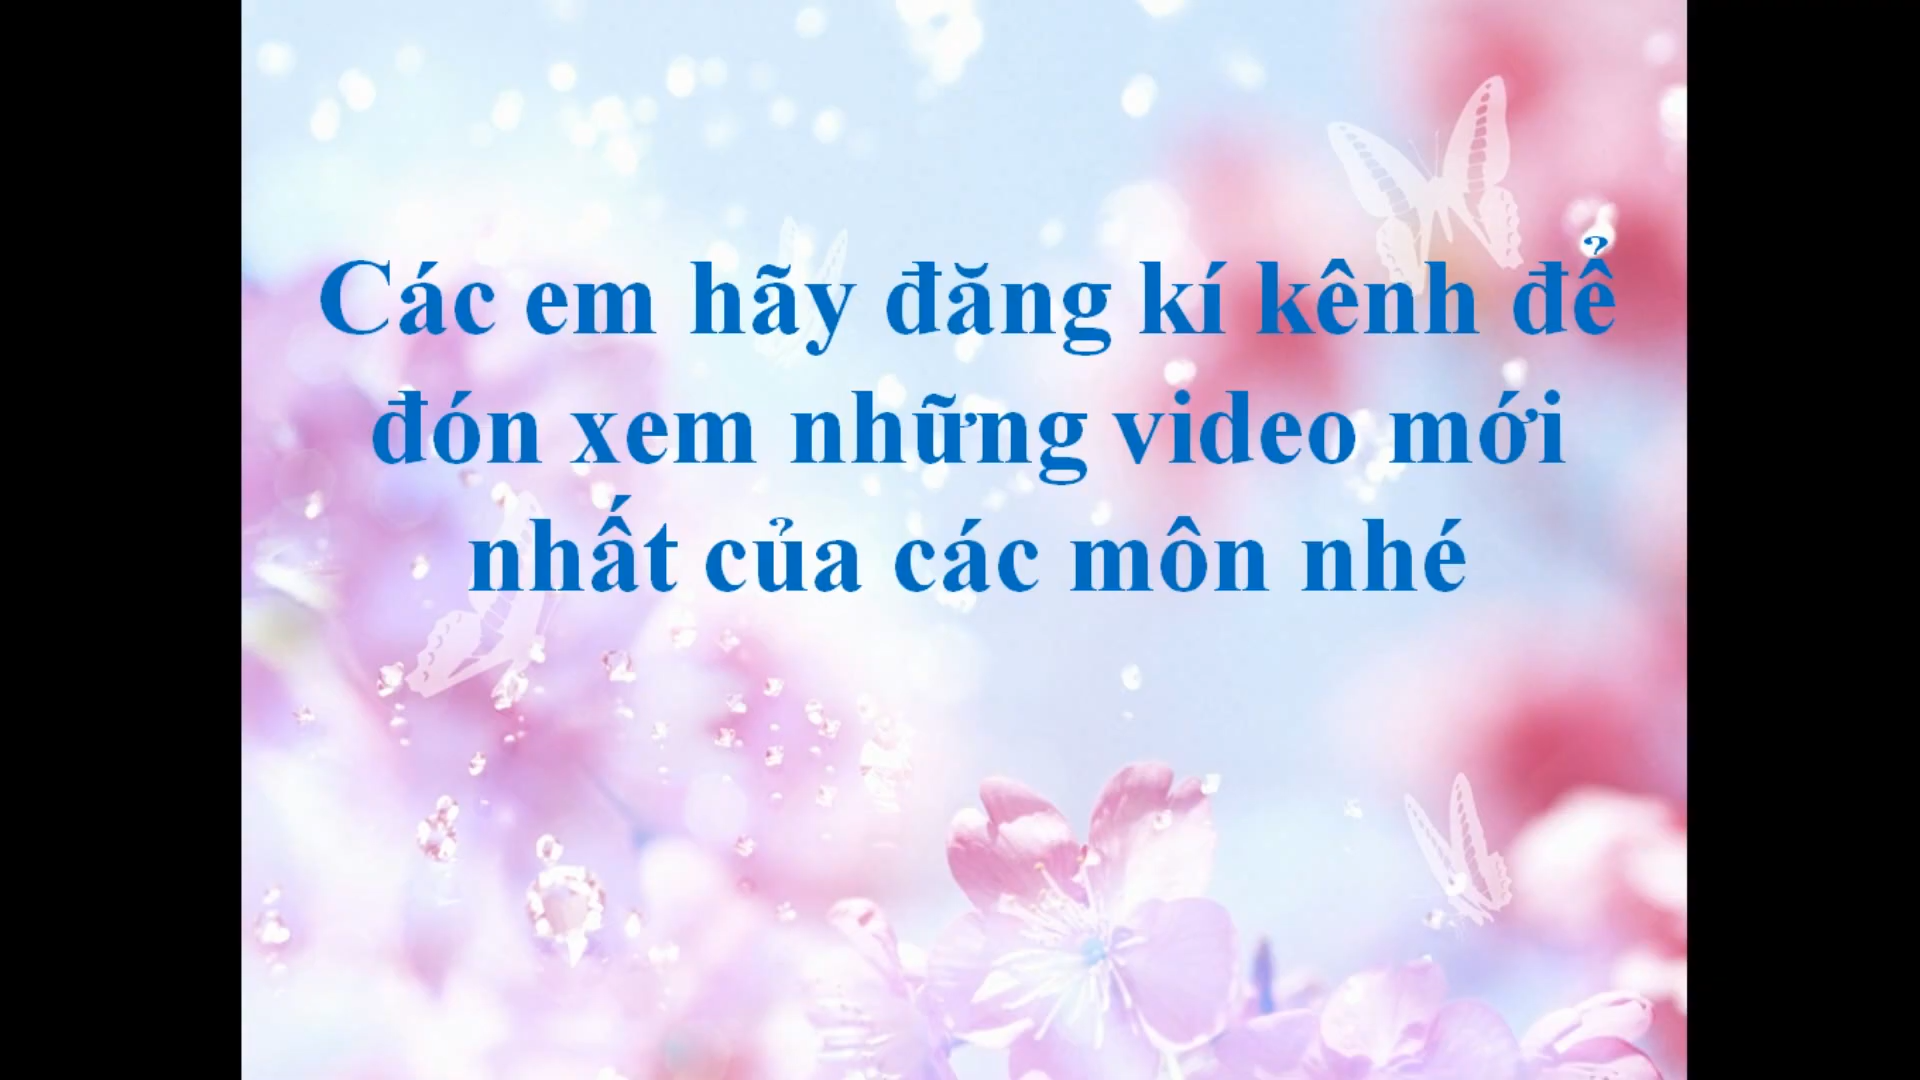 Các em hãy đăng kí kênh để
đón xem những video mới
nhất của các môn nhé